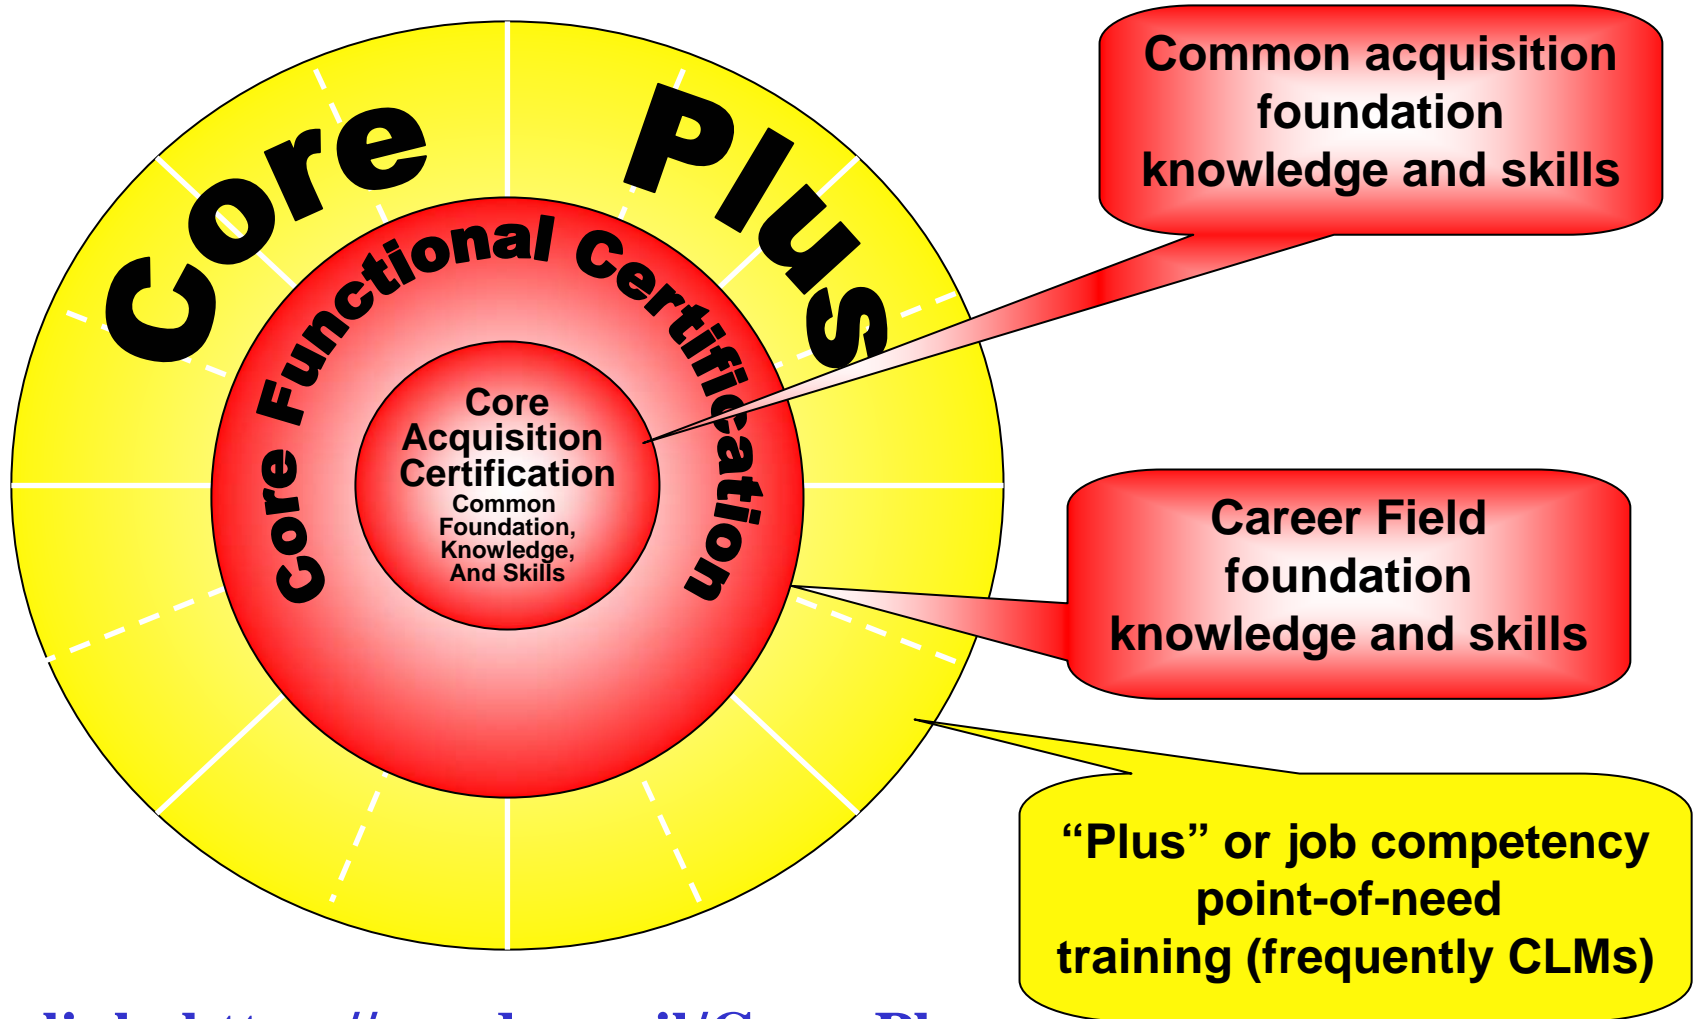 Core Plus
Core Functional Certification
Core
Acquisition
Certification
Common
Foundation,
Knowledge,
And Skills
Common acquisition
foundation
knowledge and skills
Career Field
foundation
knowledge and skills
“Plus” or job competency
point-of-need
training (frequently CLMs)